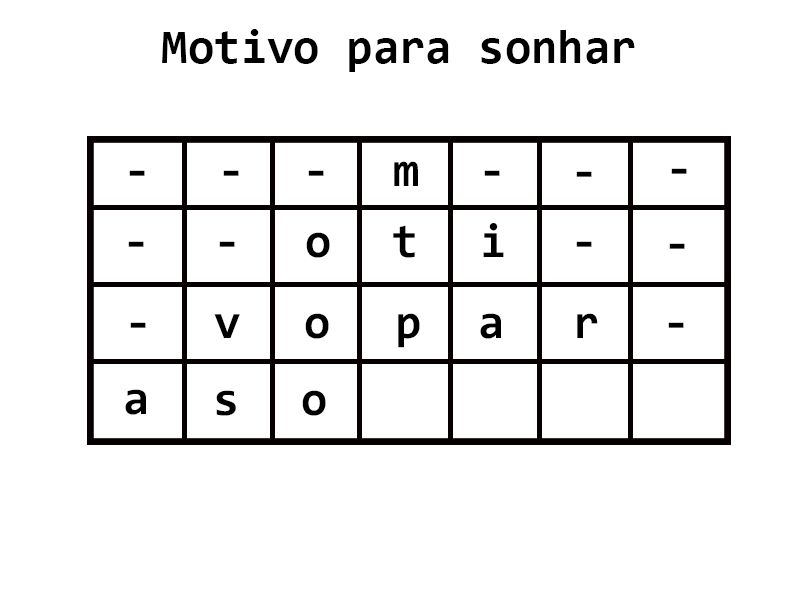 Motivo para sonhar
- - - m - - -
- - o t i - -
- v o p a r -
a s o